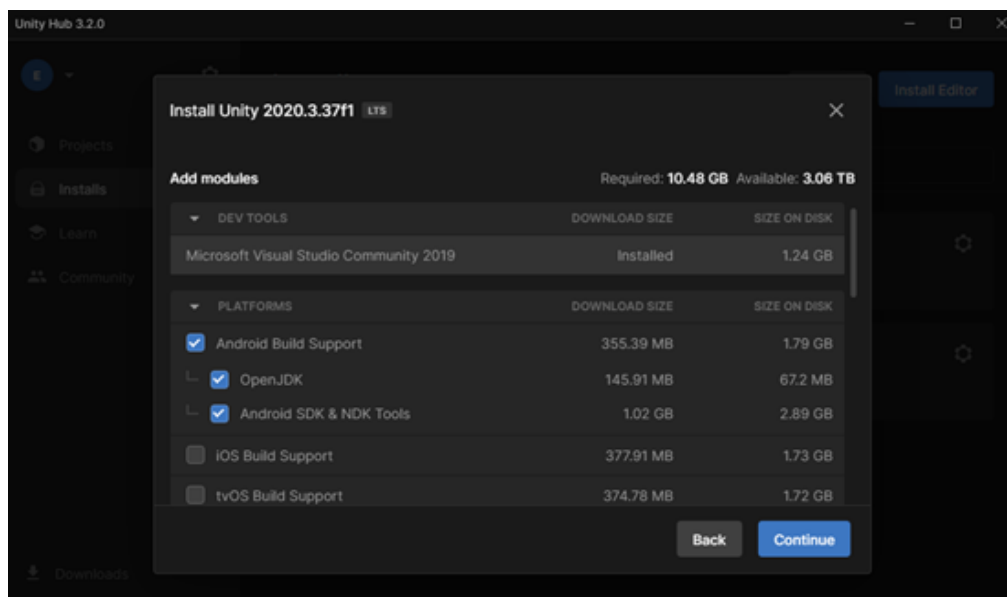 Unity Hub 3.2.0
E
Install Editor
Projects
Installs
Learn
Community
Downloads
Install Unity 2020.3.37f1 LTS
Add modules Required: 10.48 GB Available: 3.06 TB
DEV TOOLS DOWNLOAD SIZE SIZE ON DISK
Microsoft Visual Studio Community 2019 Installed 1.24 GB
PLATFORMS DOWNLOAD SIZE SIZE ON DISK
Android Build Support 355.39 MB 1.79 GB
OpenJDK 145.91 MB 67.2 MB
Android SDK & NDK Tools 1.02 GB 2.89 GB
iOS Build Support 377.91 MB 1.73 GB
tvOS Build Support 374.78 MB 1.72 GB
Back Continue